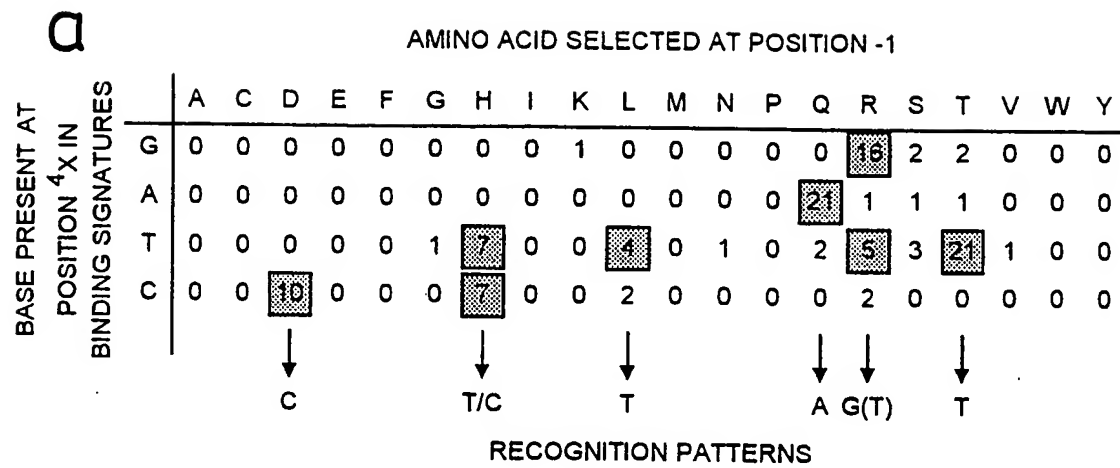 a
AMINO ACID SELECTED AT POSITION -1
BASE PRESENT AT
POSITION ⁴X IN
BINDING SIGNATURES
A C D E F G H I K L M N P Q R S T V W Y
G 0 0 0 0 0 0 0 0 1 0 0 0 0 0 16 2 2 0 0 0
A 0 0 0 0 0 0 0 0 0 0 0 0 0 21 1 1 1 0 0 0
T 0 0 0 0 0 1 7 0 0 4 0 1 0 2 5 3 21 1 0 0
C 0 0 10 0 0 0 7 0 0 2 0 0 0 0 2 0 0 0 0 0
C T/C T A G(T) T
RECOGNITION PATTERNS